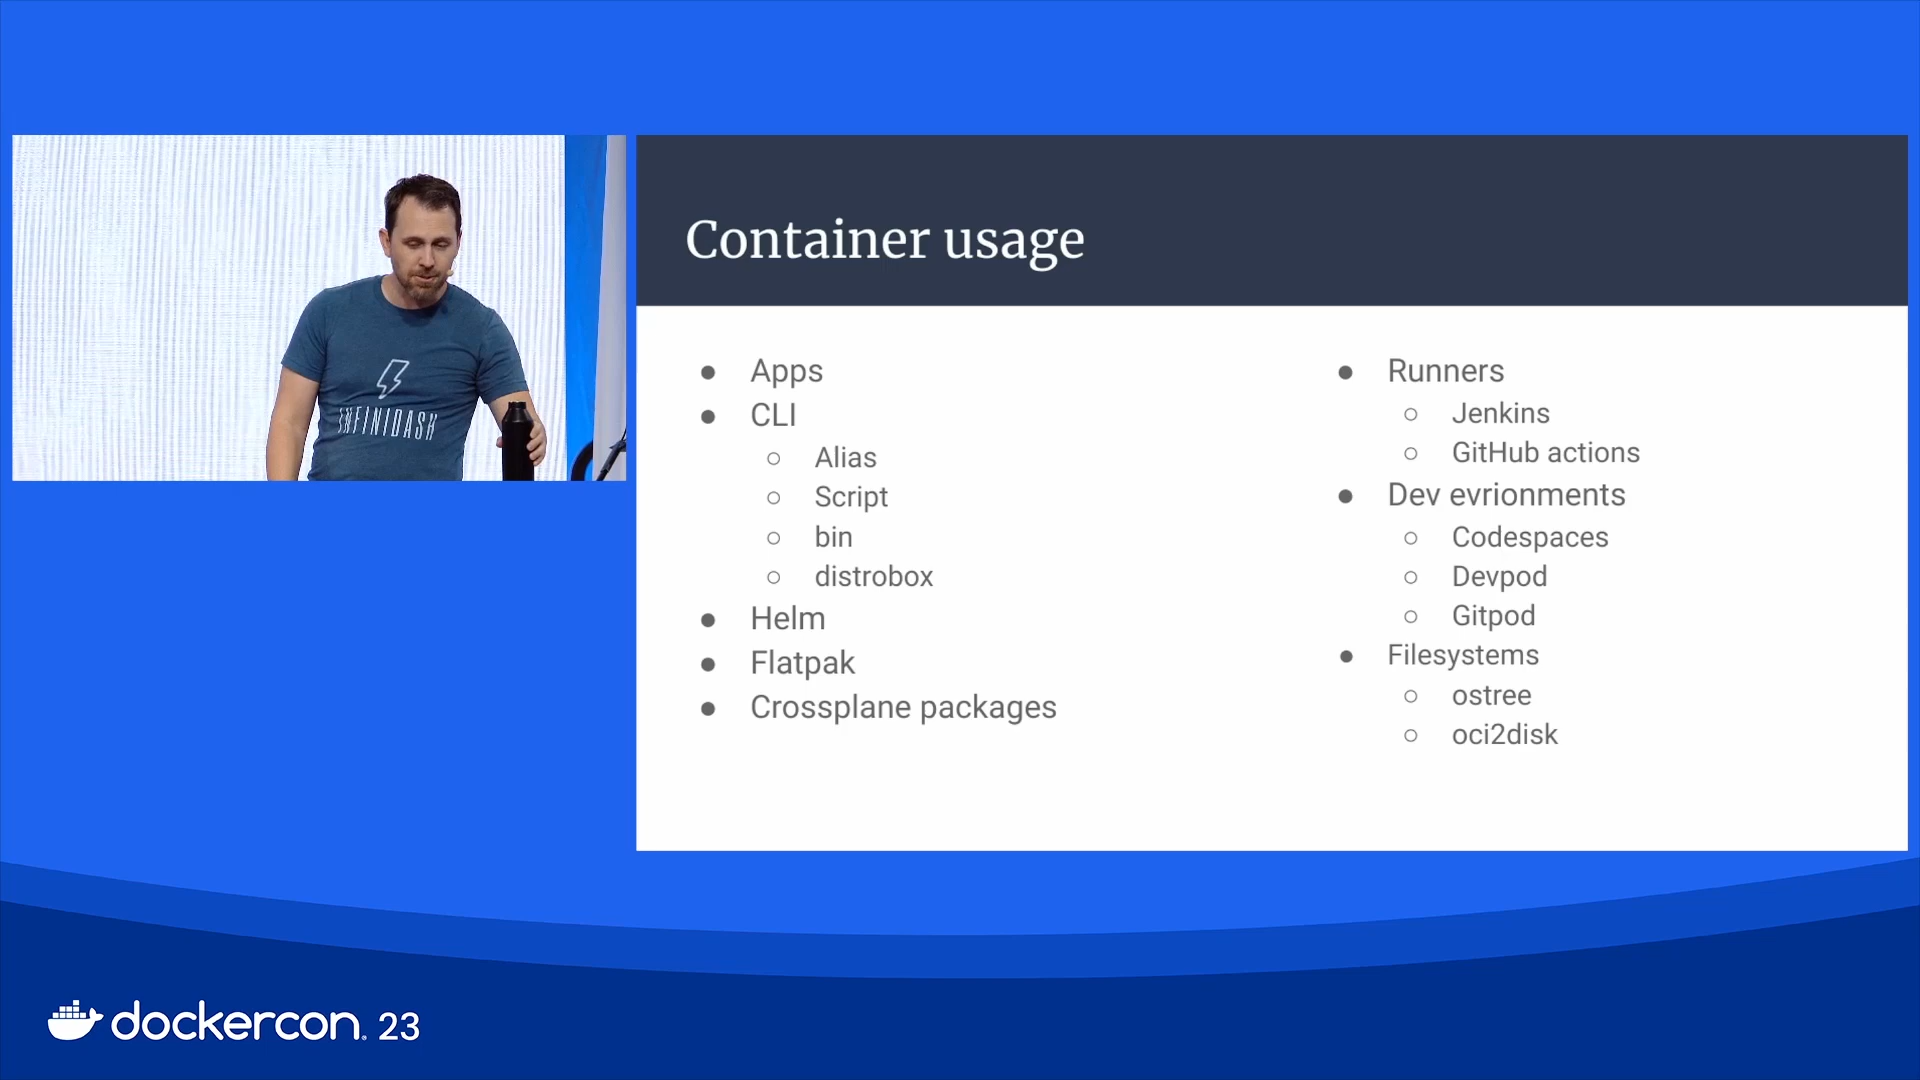 INFINIDASH
Container usage
Apps
CLI
Alias
Script
bin
distrobox
Helm
Flatpak
Crossplane packages
Runners
Jenkins
GitHub actions
Dev evrionments
Codespaces
Devpod
Gitpod
Filesystems
ostree
oci2disk
dockercon. 23